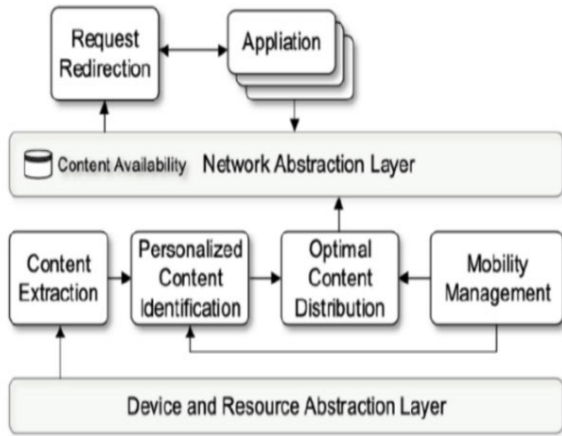 Request
Redirection
Appliation
Content Availability Network Abstraction Layer
Content
Extraction
Personalized
Content
Identification
Optimal
Content
Distribution
Mobility
Management
Device and Resource Abstraction Layer